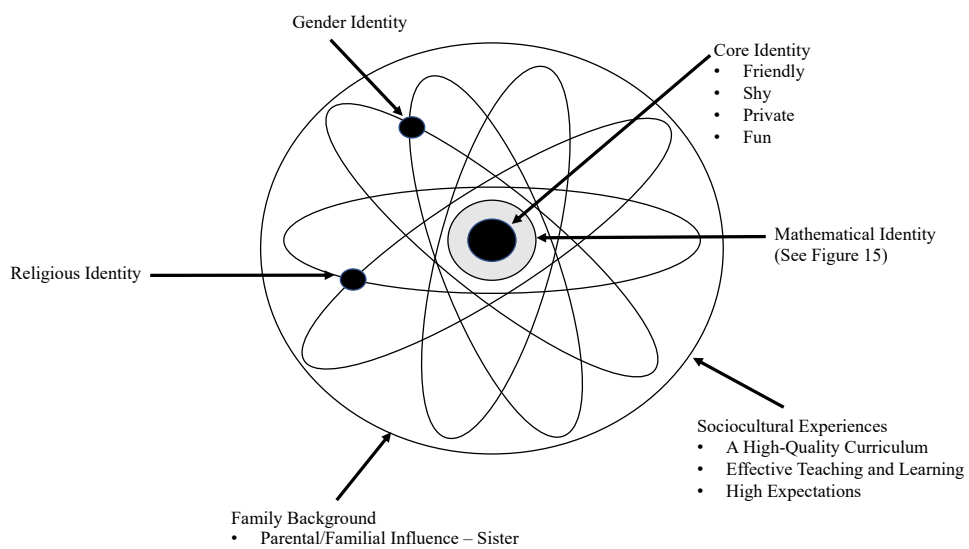 Gender Identity
Core Identity
• Friendly
• Shy
• Private
• Fun
Mathematical Identity
(See Figure 15)
Religious Identity
Sociocultural Experiences
• A High-Quality Curriculum
• Effective Teaching and Learning
• High Expectations
Family Background
• Parental/Familial Influence – Sister